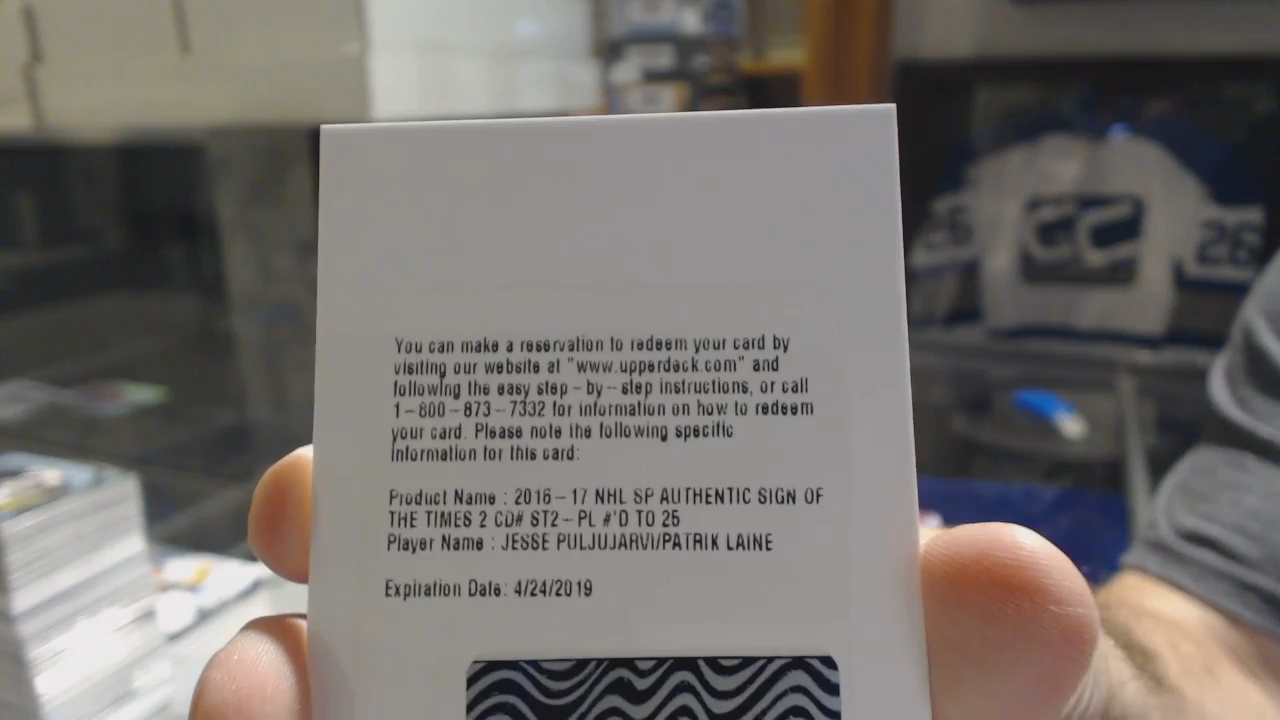 You can make a reservation to redeem your card by
visiting our website at "www.upperdeck.com" and
following the easy step-by-step instructions, or call
1-800-873-7332 for information on how to redeem
your card. Please note the following specific
information for this card:
Product Name : 2016-17 NHL SP AUTHENTIC SIGN OF
THE TIMES 2 CD# ST2-PL #'D TO 25
Player Name : JESSE PULJUJARVI/PATRIK LAINE
Expiration Date: 4/24/2019
26
CC
26